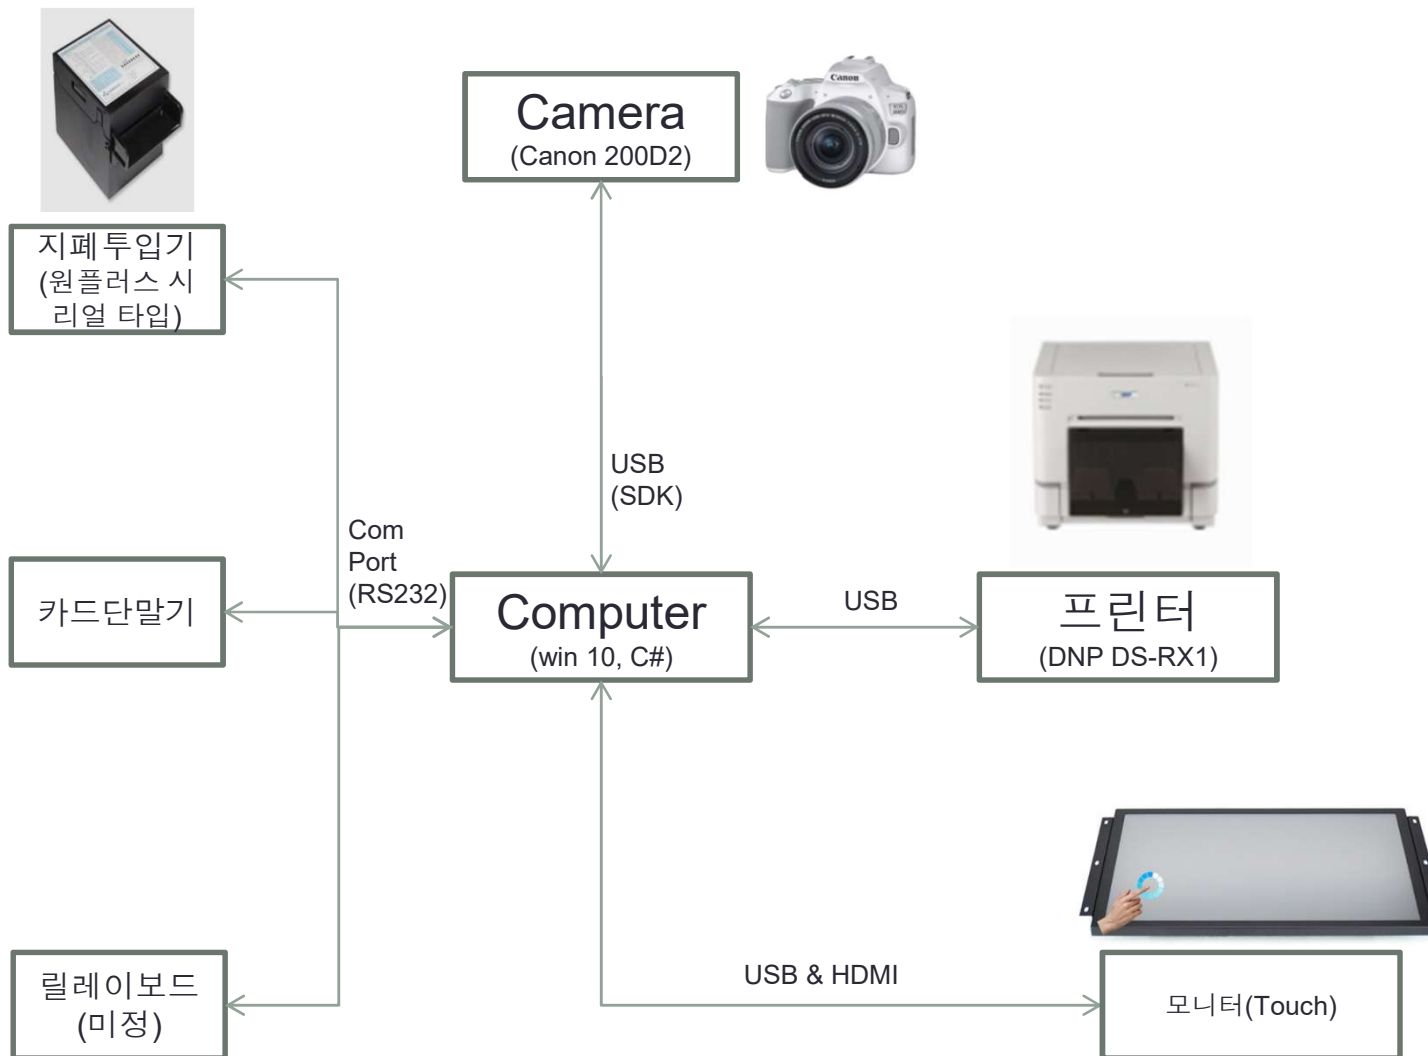 Canon
Camera
(Canon 200D2)
지폐투입기
(원플러스 시
리얼 타입)
USB
(SDK)
Com
Port
(RS232)
카드단말기
Computer
(win 10, C#)
USB
프린터
(DNP DS-RX1)
릴레이보드
(미정)
USB & HDMI
모니터(Touch)